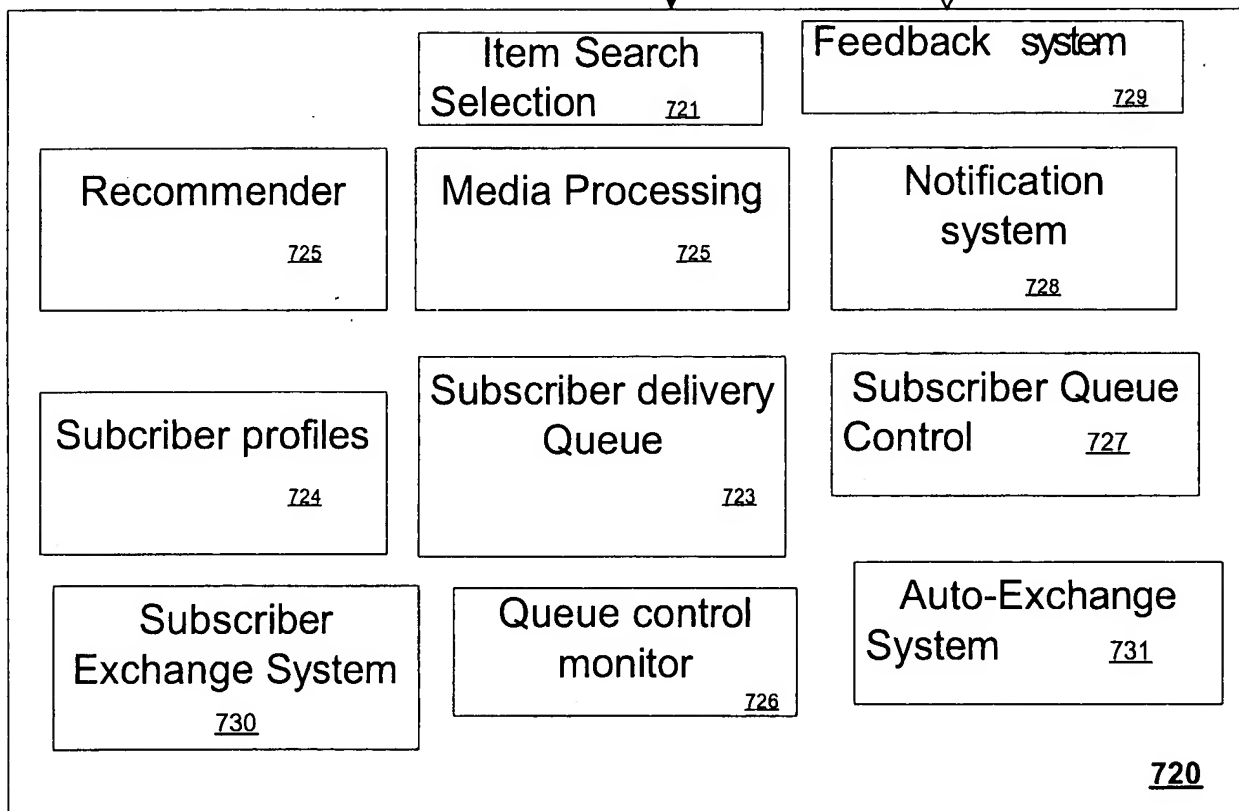 Item Search
Selection 721
Feedback system
729
Recommender
725
Media Processing
725
Notification
system
728
Subcriber profiles
724
Subscriber delivery
Queue
723
Subscriber Queue
Control 727
Subscriber
Exchange System
730
Queue control
monitor
726
Auto-Exchange
System 731
720